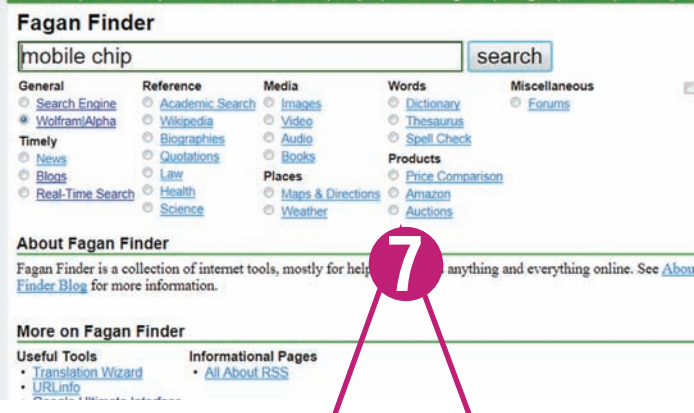 Fagan Finder
mobile chip search
General Reference Media Words Miscellaneous
Search Engine Academic Search Images Dictionary Forums
Wolfram|Alpha Wikipedia Video Thesaurus
Timely Biographies Audio Spell Check
News Quotations Books Products
Blogs Law Places Price Comparison
Real-Time Search Health Maps & Directions Amazon
Science Weather Auctions
About Fagan Finder
Fagan Finder is a collection of internet tools, mostly for help anything and everything online. See Abou
Finder Blog for more information.
7
More on Fagan Finder
Useful Tools Informational Pages
• Translation Wizard • All About RSS
• URLinfo